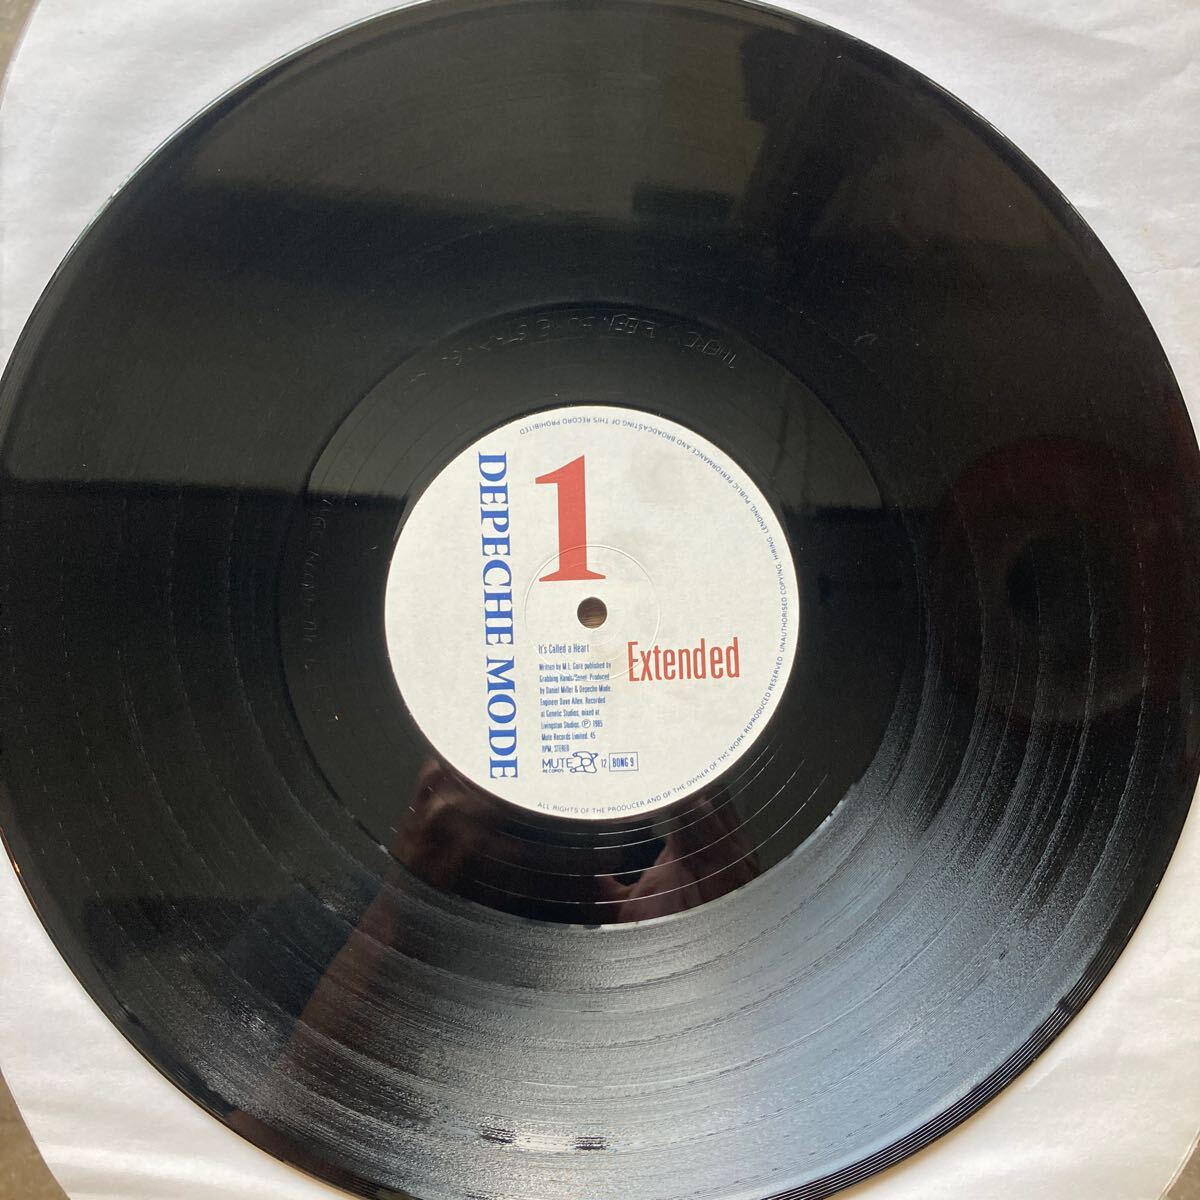 DEPECHE MODE
1
It's Called a Heart
Extended
Written by M.L. Gore published by
Grabbing Hands/Sonet. Produced
by Daniel Miller & Depeche Mode.
Engineer Dave Allen. Recorded
at Genetic Studios, mixed at
Livingston Studios. ℗ 1985
Mute Records Limited. 45
RPM, STEREO
MUTE RECORDS 12 BONG 9
ALL RIGHTS OF THE PRODUCER AND OF THE OWNER OF THE WORK REPRODUCED RESERVED. UNAUTHORISED COPYING, HIRING, LENDING, PUBLIC PERFORMANCE AND BROADCASTING OF THIS RECORD PROHIBITED